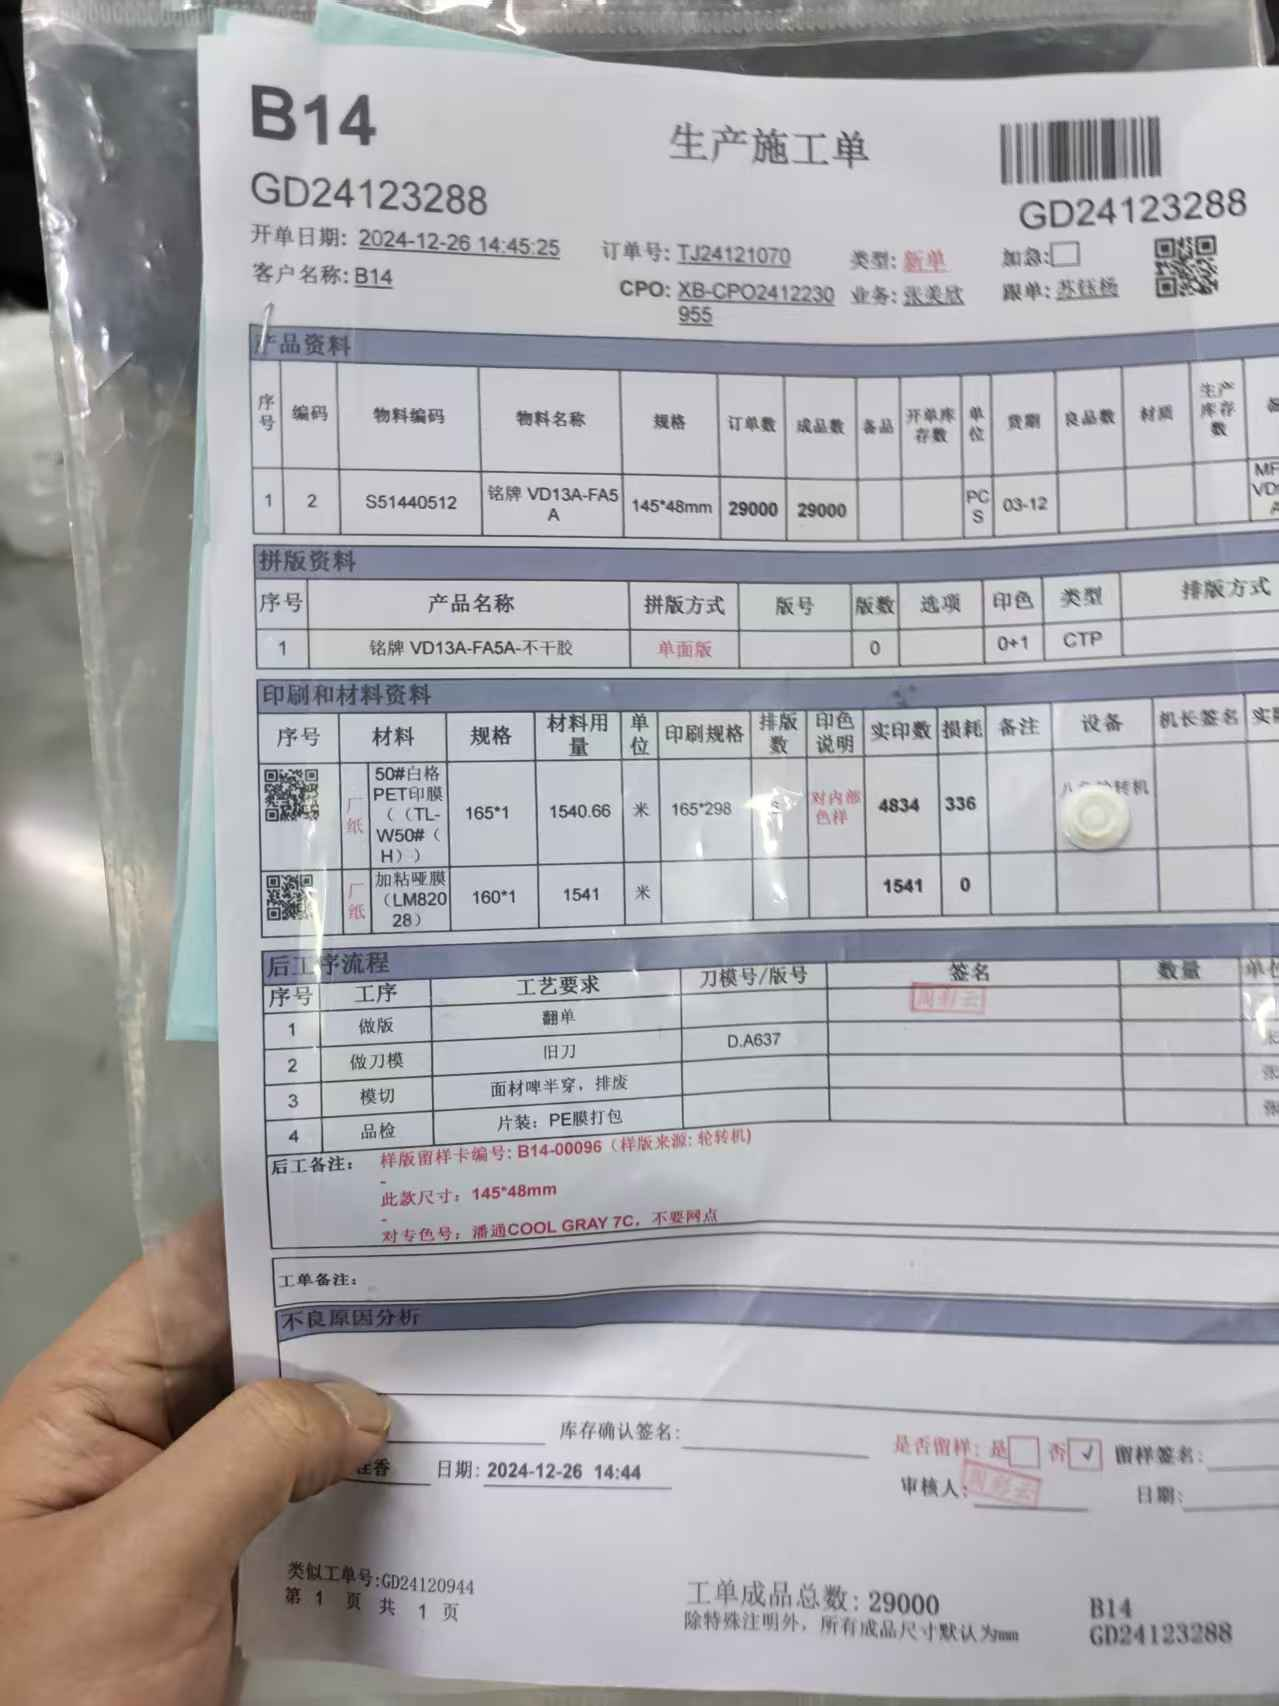 B14
生产施工单
GD24123288
GD24123288
开单日期: 2024-12-26 14:45:25 订单号: TJ24121070 类型: 新单 加急:
客户名称: B14 CPO: XB-CPO2412230 业务: 张美欣 跟单: 苏钰杨
955
产品资料
序号 编码 物料编码 物料名称 规格 订单数 成品数 备品 开单库存数 单位 货期 良品数 材质 生产库存数
1 2 S51440512 铭牌 VD13A-FA5A 145*48mm 29000 29000 PCS 03-12
拼版资料
序号 产品名称 拼版方式 版号 版数 选项 印色 类型 排版方式
1 铭牌 VD13A-FA5A-不干胶 单面版 0 0+1 CTP
印刷和材料资料
序号 材料 规格 材料用量 单位 印刷规格 排版数 印色说明 实印数 损耗 备注 设备 机长签名
厂纸 50#白格PET印膜((TL-W50#(H)) 165*1 1540.66 米 165*298 对内部色样 4834 336 转机
厂纸 加粘哑膜(LM82028) 160*1 1541 米 1541 0
后工序流程
序号 工序 工艺要求 刀模号/版号 签名 数量 单位
1 做版 翻单
2 做刀模 旧刀 D.A637
3 模切 面材啤半穿，排废
4 品检 片装：PE膜打包
后工备注： 样版留样卡编号: B14-00096（样版来源: 轮转机)
-
此款尺寸：145*48mm
-
对专色号：潘通COOL GRAY 7C，不要网点
工单备注：
不良原因分析
库存确认签名: 是否留样: 是 否 √ 留样签名:
香 日期: 2024-12-26 14:44 审核人: 日期:
类似工单号:GD24120944
第 1 页 共 1 页
工单成品总数: 29000
除特殊注明外，所有成品尺寸默认为mm
B14
GD24123288